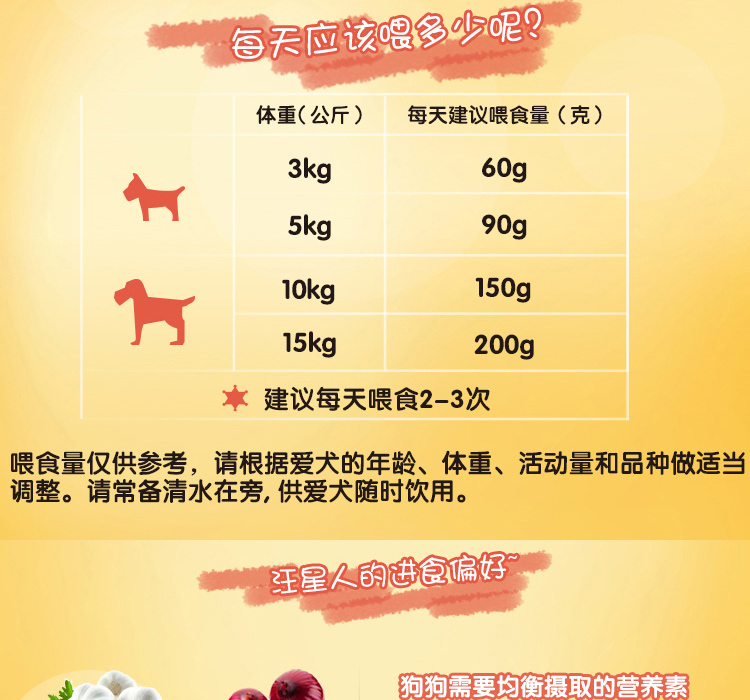 每天应该喂多少呢?
体重（公斤） 每天建议喂食量（克）
3kg 60g
5kg 90g
10kg 150g
15kg 200g
建议每天喂食2-3次
喂食量仅供参考，请根据爱犬的年龄、体重、活动量和品种做适当
调整。请常备清水在旁, 供爱犬随时饮用。
汪星人的进食偏好~
狗狗需要均衡摄取的营养素